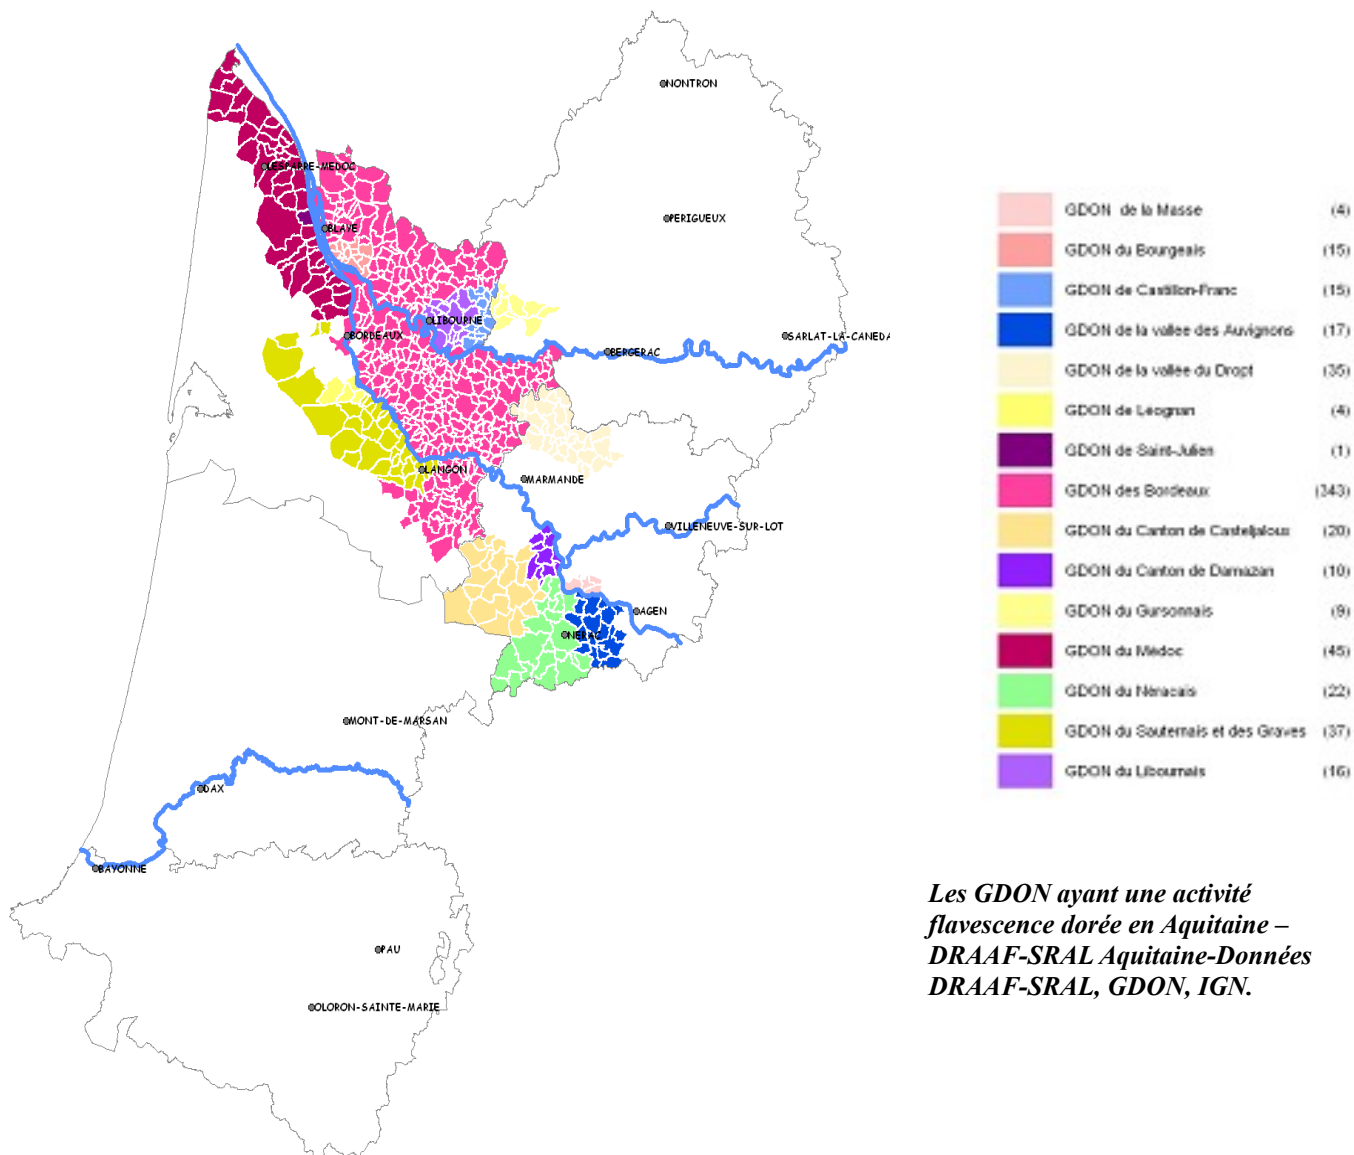 NONTRON
LESPARRE-MEDOC
PERIGUEUX
BLAYE
LIBOURNE
BORDEAUX
SARLAT-LA-CANEDA
BERGERAC
LANGON
MARMANDE
VILLENEUVE-SUR-LOT
AGEN
NERAC
MONT-DE-MARSAN
DAX
BAYONNE
PAU
OLORON-SAINTE-MARIE
GDON de la Masse (4)
GDON du Bourgeais (15)
GDON de Castillon-Franc (15)
GDON de la vallée des Auvignons (17)
GDON de la vallée du Dropt (35)
GDON de Léognan (4)
GDON de Saint-Julien (1)
GDON des Bordeaux (343)
GDON du Canton de Casteljaloux (20)
GDON du Canton de Damazan (10)
GDON du Gursonnais (9)
GDON du Médoc (45)
GDON du Néracais (22)
GDON du Sauternais et des Graves (37)
GDON du Libournais (16)
Les GDON ayant une activité
flavescence dorée en Aquitaine –
DRAAF-SRAL Aquitaine-Données
DRAAF-SRAL, GDON, IGN.